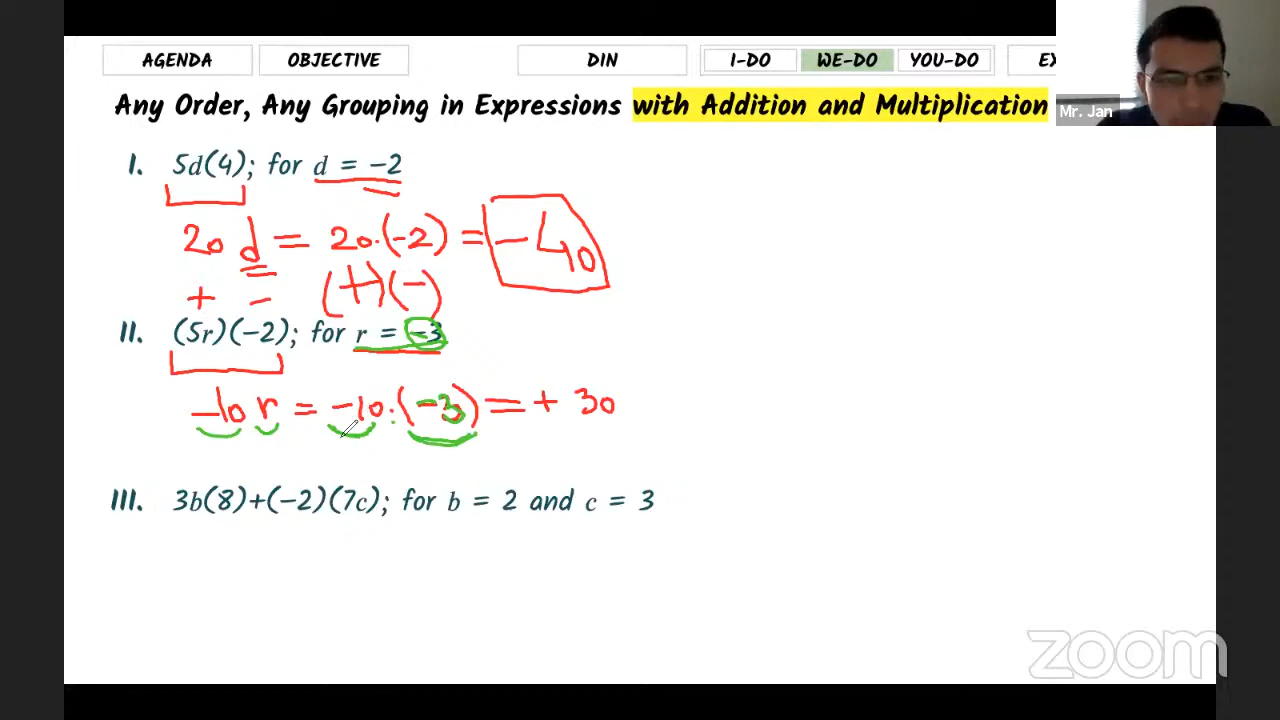 AGENDA OBJECTIVE DIN I-DO WE-DO YOU-DO EX
Any Order, Any Grouping in Expressions with Addition and Multiplication
Mr. Jan
I. 5d(4); for d = −2
20 d = 20·(−2) = −40
+ − (+)(−)
II. (5r)(−2); for r = −3
−10 r = −10·(−3) = + 30
III. 3b(8)+(−2)(7c); for b = 2 and c = 3
zoom